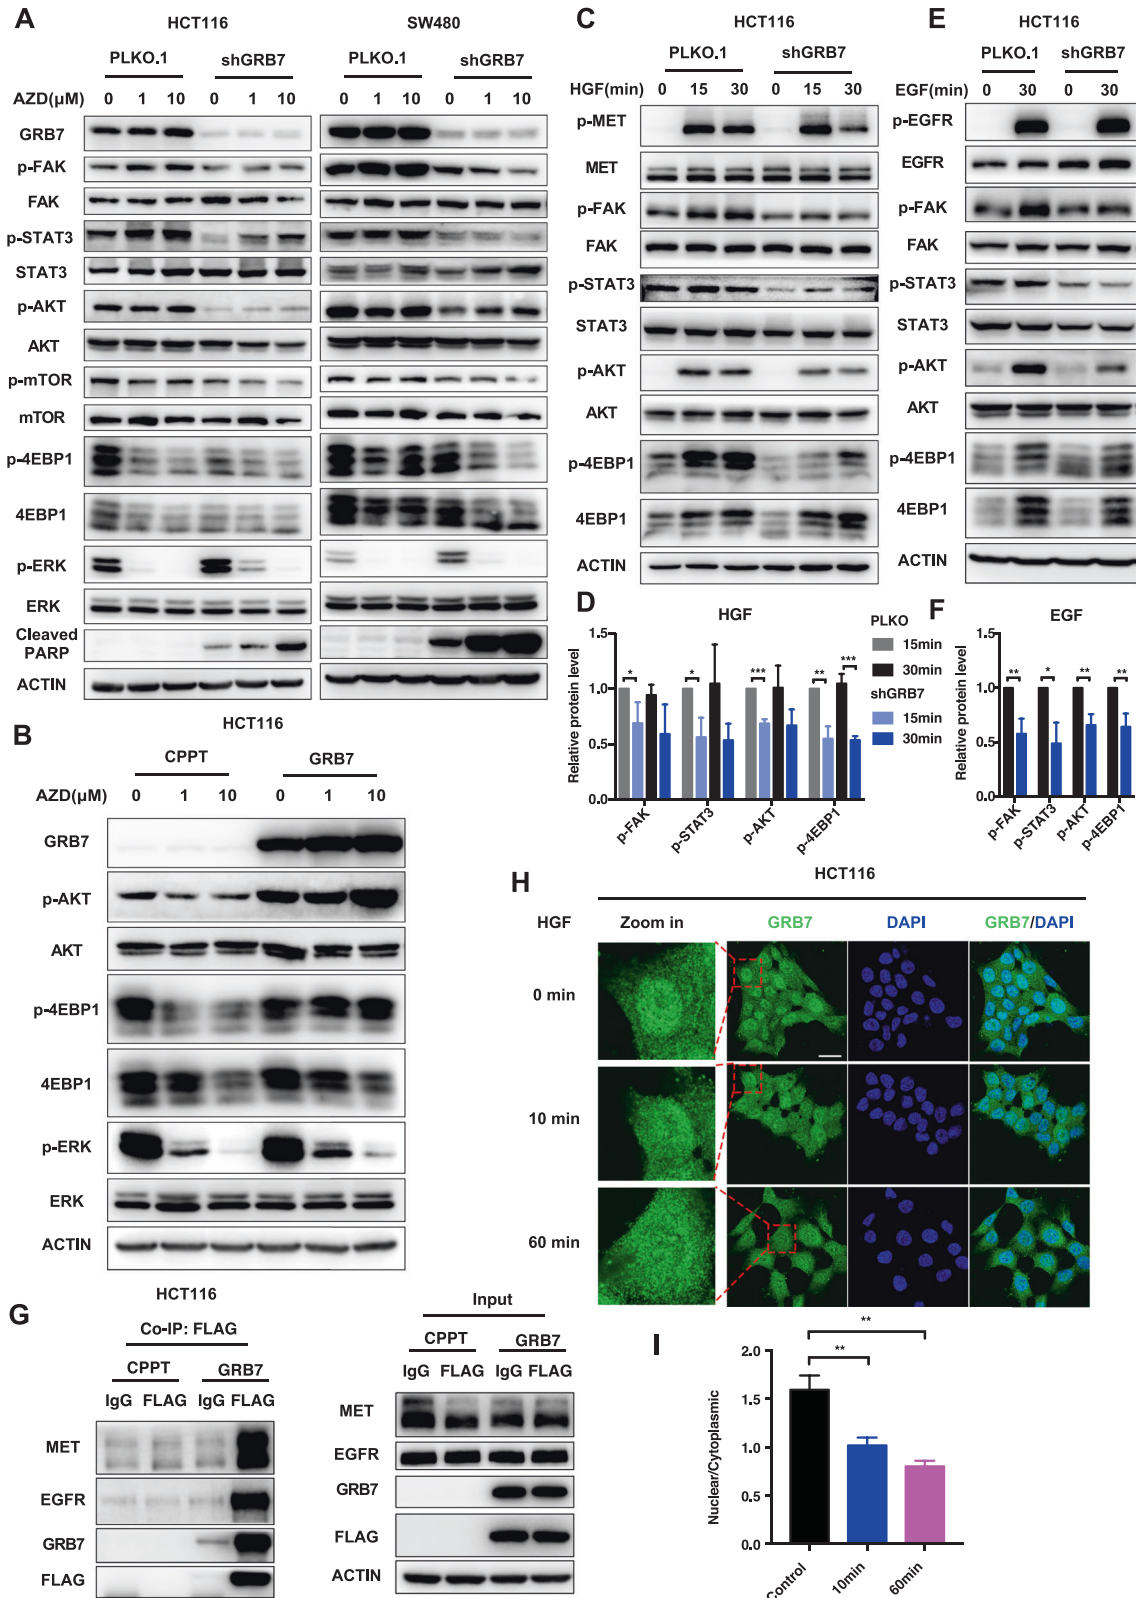 A
HCT116
SW480
PLKO.1
shGRB7
PLKO.1
shGRB7
AZD(μM)
0 1 10 0 1 10 0 1 10 0 1 10
GRB7
p-FAK
FAK
p-STAT3
STAT3
p-AKT
AKT
p-mTOR
mTOR
p-4EBP1
4EBP1
p-ERK
ERK
Cleaved
PARP
ACTIN
B
HCT116
CPPT
GRB7
AZD(μM)
0 1 10 0 1 10
GRB7
p-AKT
AKT
p-4EBP1
4EBP1
p-ERK
ERK
ACTIN
C
HCT116
PLKO.1
shGRB7
HGF(min) 0 15 30 0 15 30
p-MET
MET
p-FAK
FAK
p-STAT3
STAT3
p-AKT
AKT
p-4EBP1
4EBP1
ACTIN
D
HGF
Relative protein level
1.5
1.0
0.5
0.0
* * *** ** ***
p-FAK
p-STAT3
p-AKT
p-4EBP1
PLKO
15min
30min
shGRB7
15min
30min
E
HCT116
PLKO.1 shGRB7
EGF(min) 0 30 0 30
p-EGFR
EGFR
p-FAK
FAK
p-STAT3
STAT3
p-AKT
AKT
p-4EBP1
4EBP1
ACTIN
F
EGF
Relative protein level
1.5
1.0
0.5
0.0
** * ** **
p-FAK
p-STAT3
p-AKT
p-4EBP1
G
HCT116
Co-IP: FLAG
CPPT GRB7
IgG FLAG IgG FLAG
MET
EGFR
GRB7
FLAG
Input
CPPT GRB7
IgG FLAG IgG FLAG
MET
EGFR
GRB7
FLAG
ACTIN
H
HCT116
HGF Zoom in GRB7 DAPI GRB7/DAPI
0 min
10 min
60 min
I
**
**
Nuclear/Cytoplasmic
2.0
1.5
1.0
0.5
0.0
Control
10min
60min